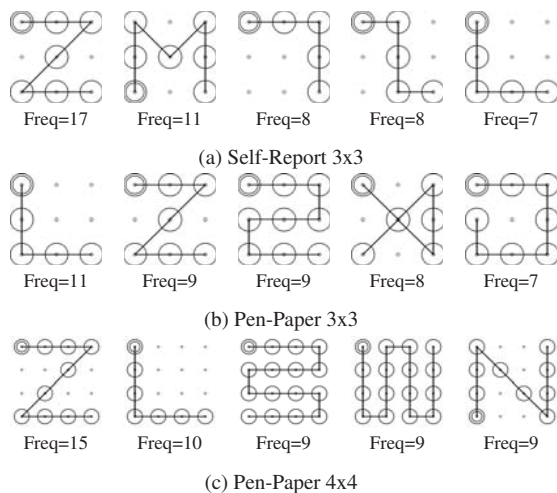 Freq=17 Freq=11 Freq=8 Freq=8 Freq=7
(a) Self-Report 3x3
Freq=11 Freq=9 Freq=9 Freq=8 Freq=7
(b) Pen-Paper 3x3
Freq=15 Freq=10 Freq=9 Freq=9 Freq=9
(c) Pen-Paper 4x4